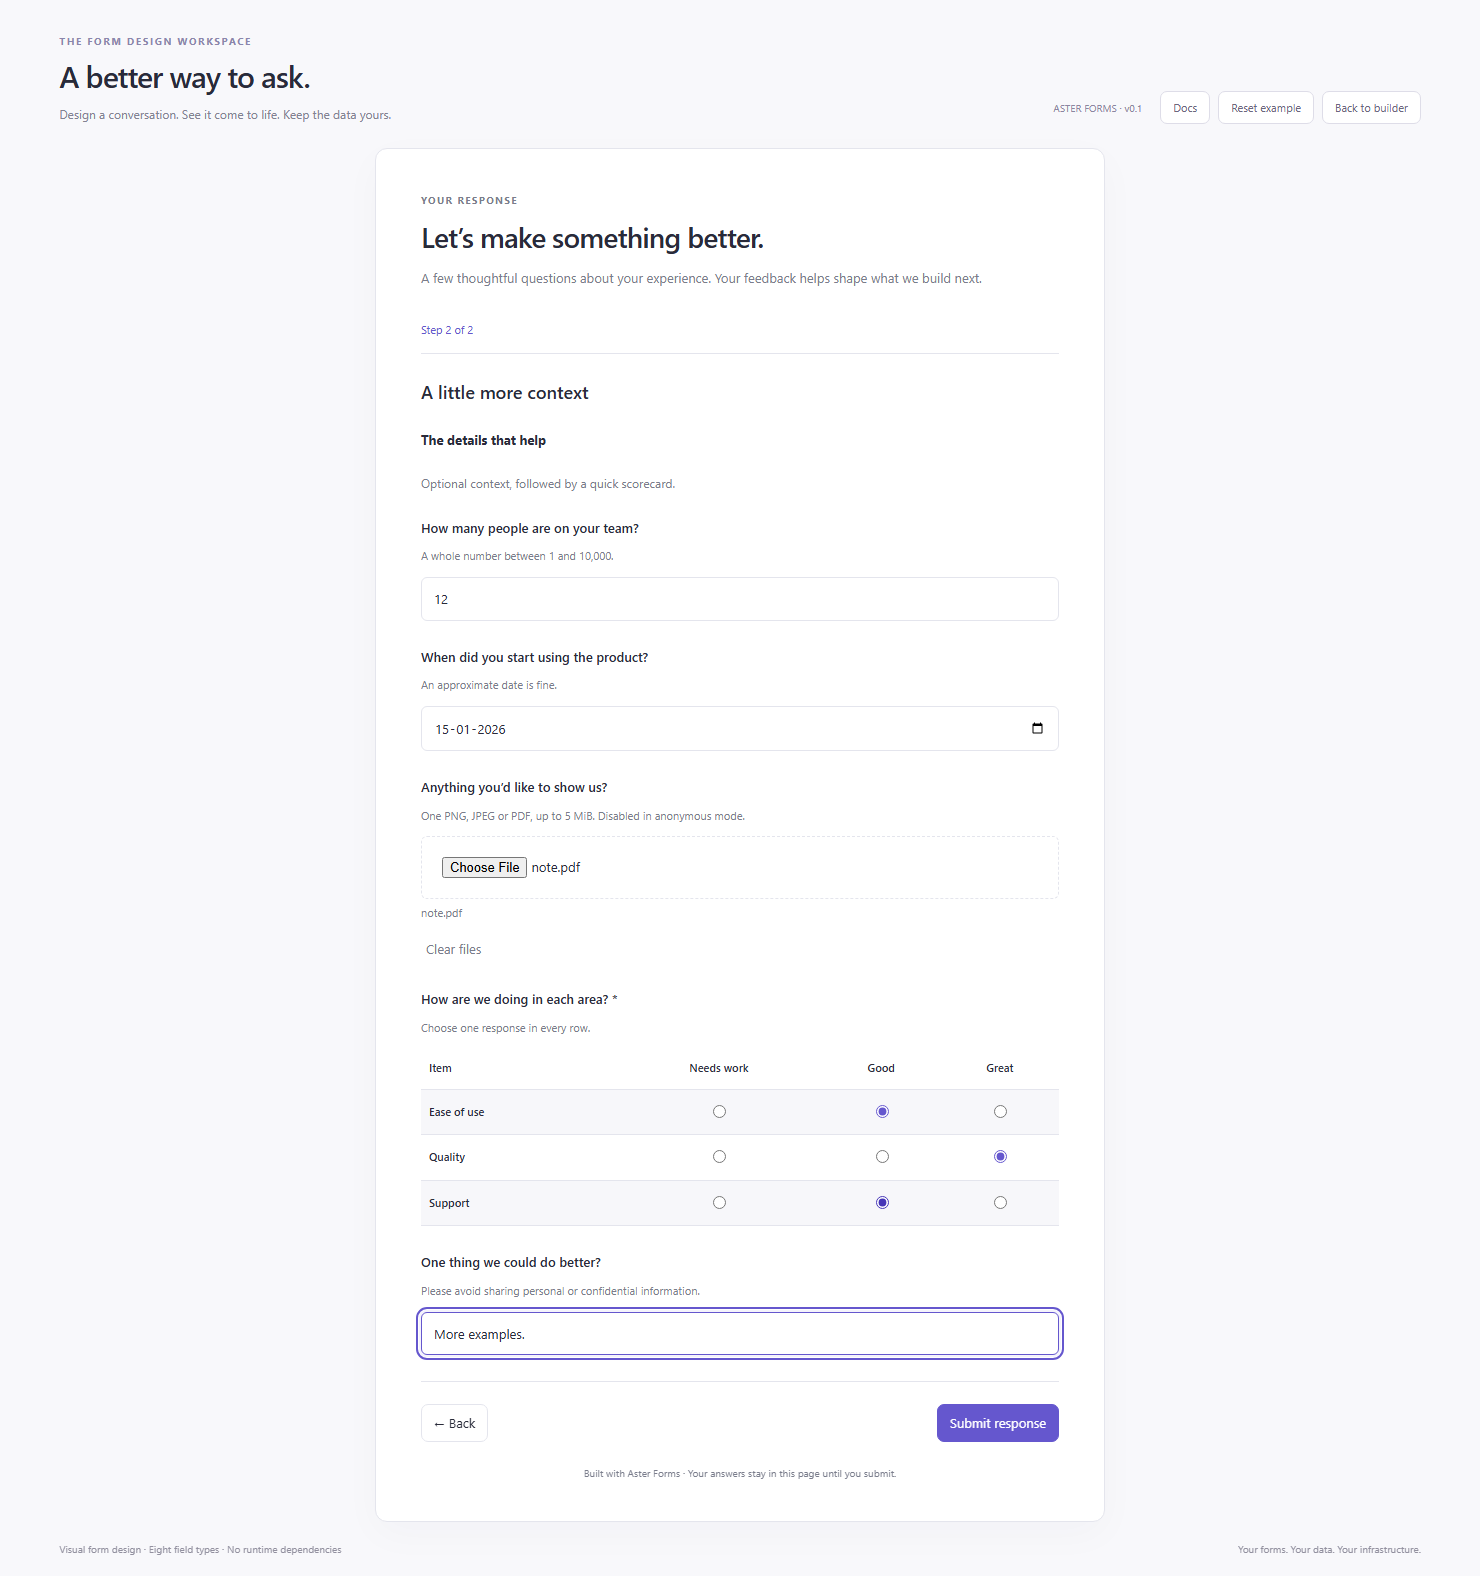 THE FORM DESIGN WORKSPACE
A better way to ask.
Design a conversation. See it come to life. Keep the data yours.
ASTER FORMS · v0.1
Docs
Reset example
Back to builder
YOUR RESPONSE
Let’s make something better.
A few thoughtful questions about your experience. Your feedback helps shape what we build next.
Step 2 of 2
A little more context
The details that help
Optional context, followed by a quick scorecard.
How many people are on your team?
A whole number between 1 and 10,000.
12
When did you start using the product?
An approximate date is fine.
15-01-2026
Anything you’d like to show us?
One PNG, JPEG or PDF, up to 5 MiB. Disabled in anonymous mode.
Choose File note.pdf
note.pdf
Clear files
How are we doing in each area? *
Choose one response in every row.
Item Needs work Good Great
Ease of use
Quality
Support
One thing we could do better?
Please avoid sharing personal or confidential information.
More examples.
← Back
Submit response
Built with Aster Forms · Your answers stay in this page until you submit.
Visual form design · Eight field types · No runtime dependencies
Your forms. Your data. Your infrastructure.